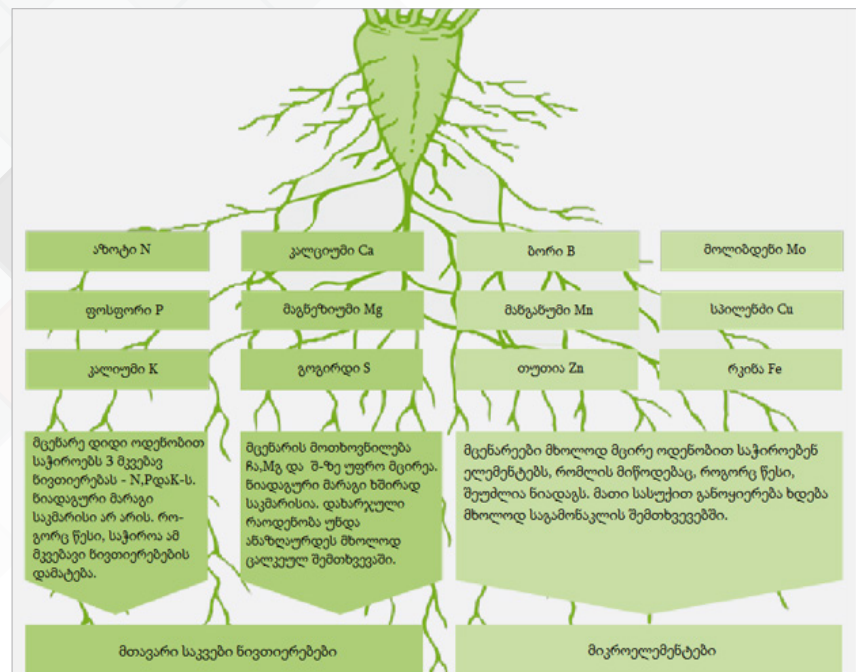 აზოტი N
კალციუმი Ca
ბორი B
მოლიბდენი Mo
ფოსფორი P
მაგნეზიუმი Mg
მანგანუმი Mn
სპილენძი Cu
კალიუმი K
გოგირდი S
თუთია Zn
რკინა Fe
მცენარე დიდი ოდენობით
საჭიროებს 3 მკვებავ
ნივთიერებას - N,PდაK-ს.
ნიადაგური მარაგი
საკმარისი არ არის. რო-
გორც წესი, საჭიროა ამ
მკვებავი ნივთიერებების
დამატება.
მცენარის მოთხოვნილება
ჩა,Mg და შ-ზე უფრო მცირეა.
ნიადაგური მარაგი ხშირად
საკმარისია. დახარჯული
რაოდენობა უნდა
ანაზღაურდეს მხოლოდ
ცალკეულ შემთხვევაში.
მცენარეები მხოლოდ მცირე ოდენობით საჭიროებენ
ელემენტებს, რომლის მიწოდებაც, როგორც წესი,
შეუძლია ნიადაგს. მათი სასუქით განოყიერება ხდება
მხოლოდ საგამონაკლის შემთხვევებში.
მთავარი საკვები ნივთიერებები
მიკროელემენტები